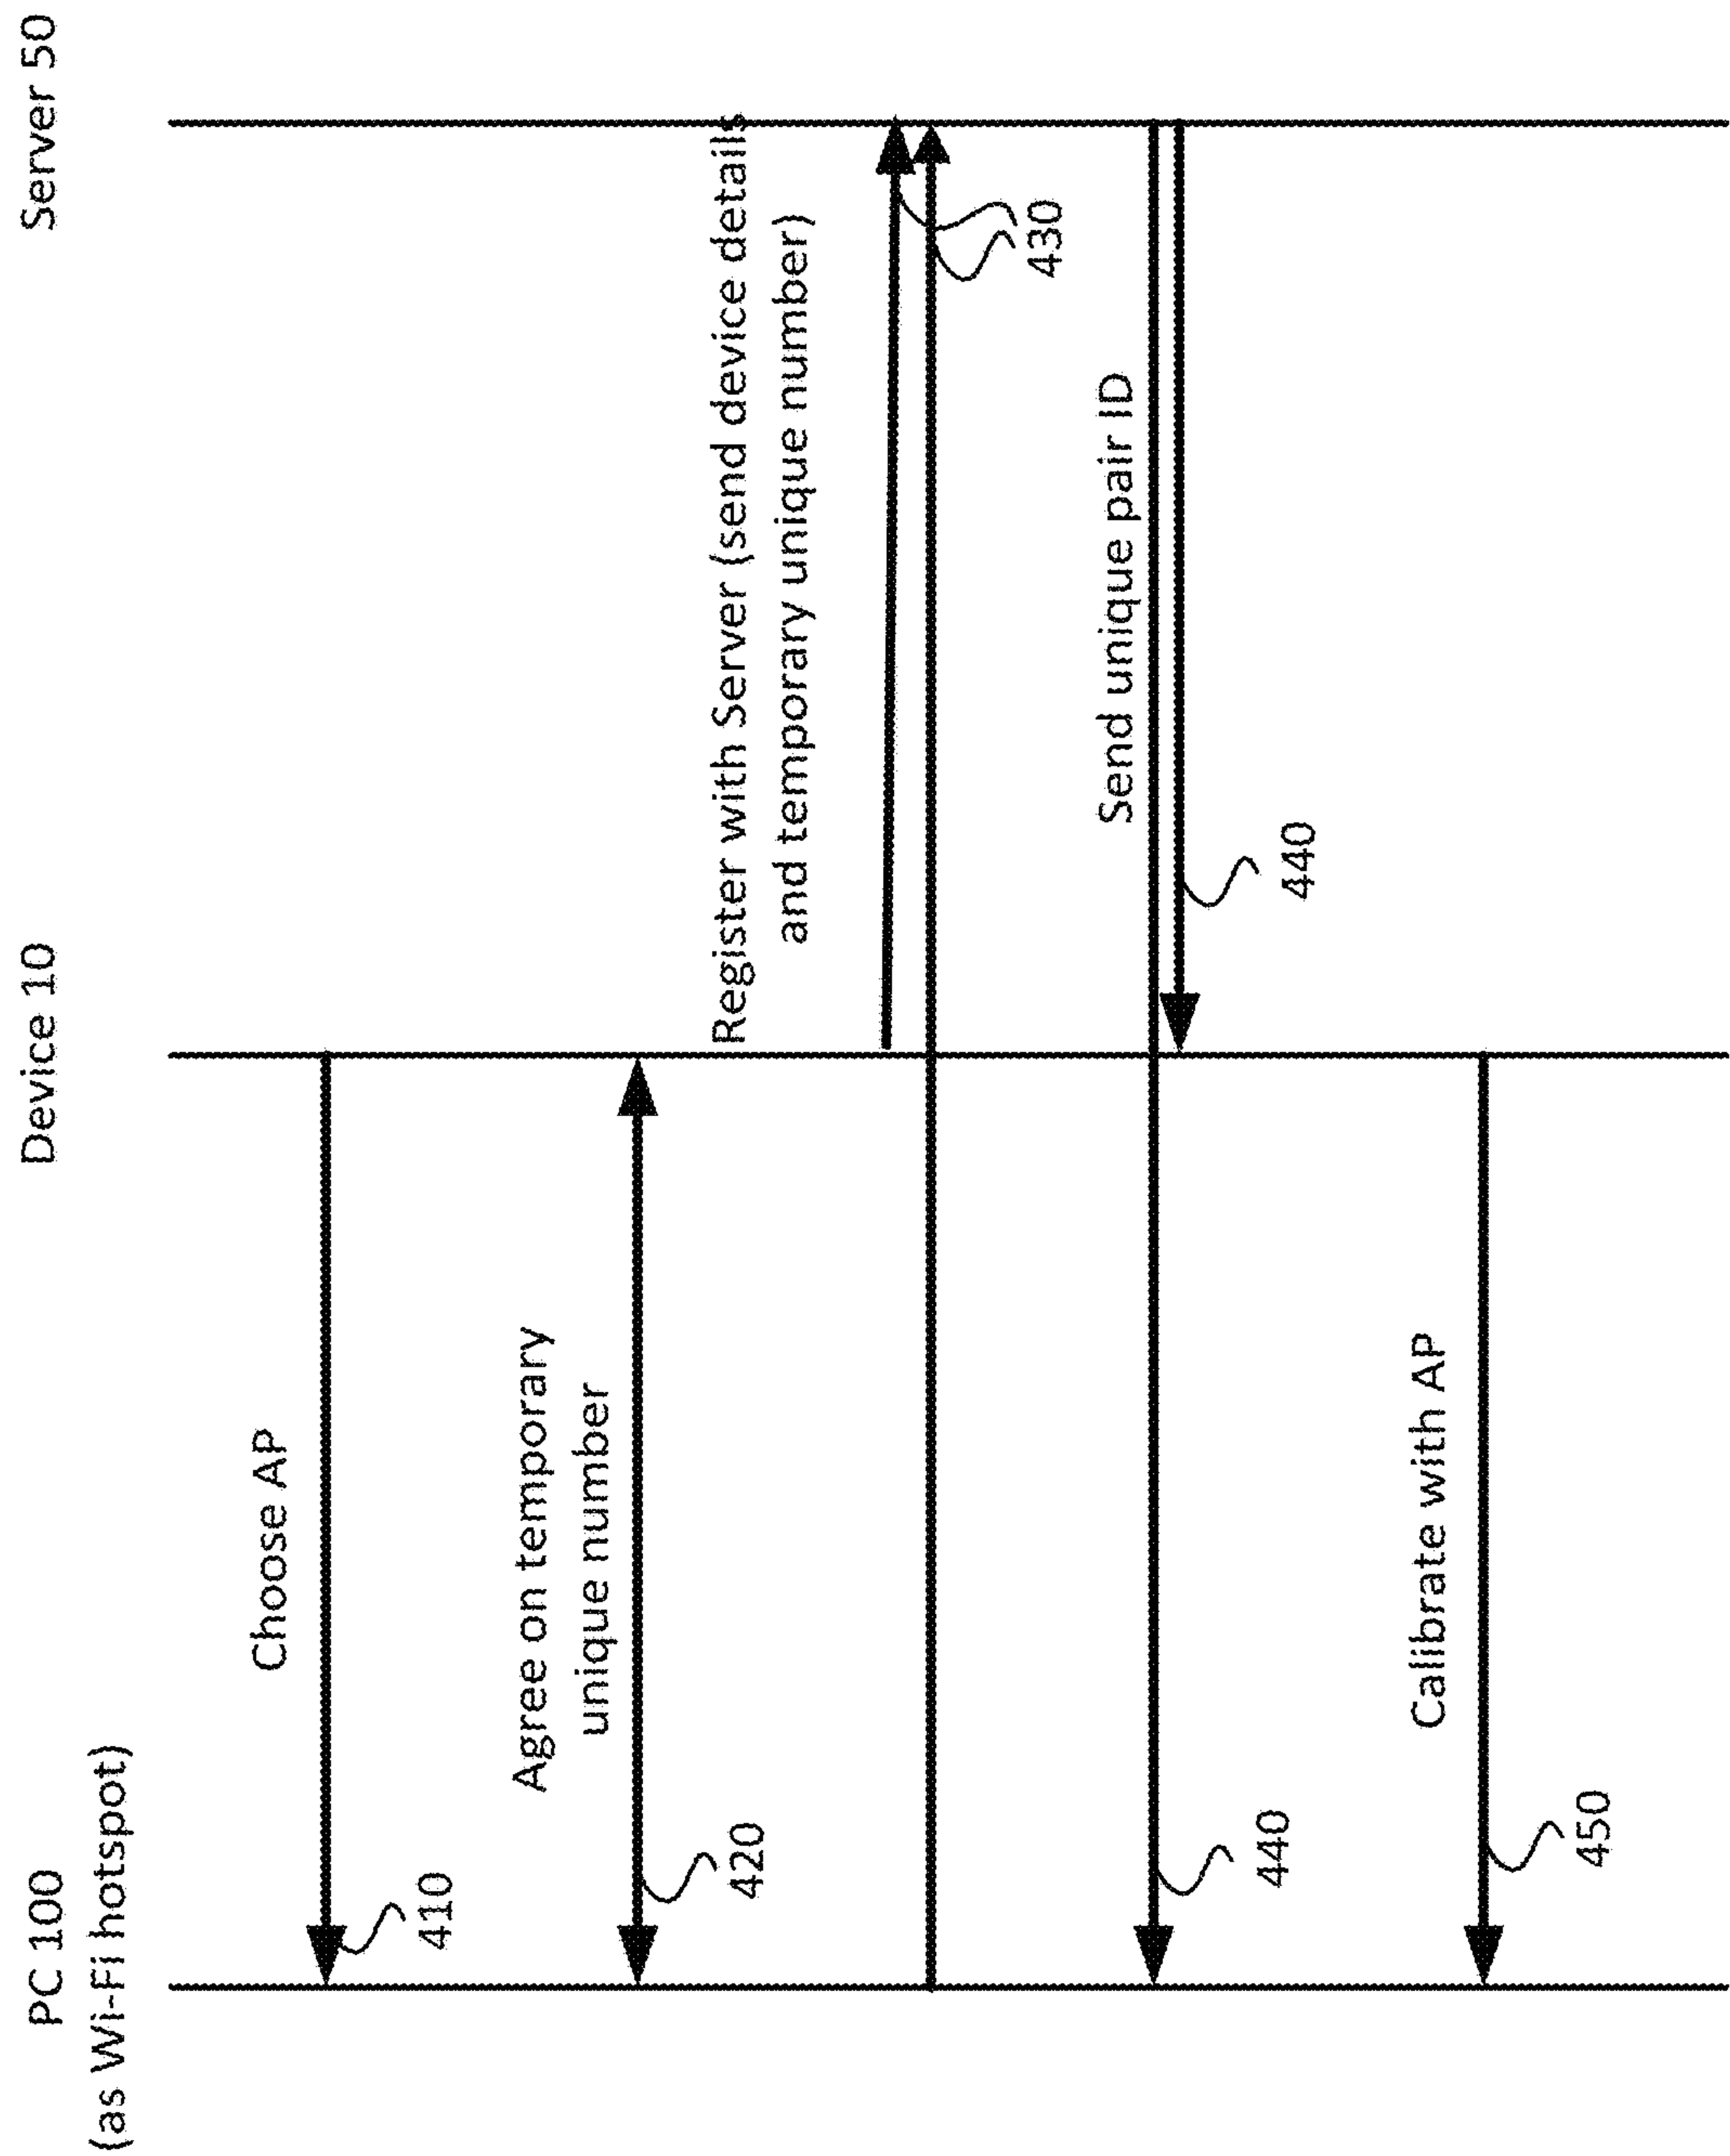 PC 100
(as Wi-Fi hotspot)
Device 10
Server 50
Choose AP
410
Agree on temporary
unique number
420
Register with Server (send device details
and temporary unique number)
430
Send unique pair ID
440
440
Calibrate with AP
450